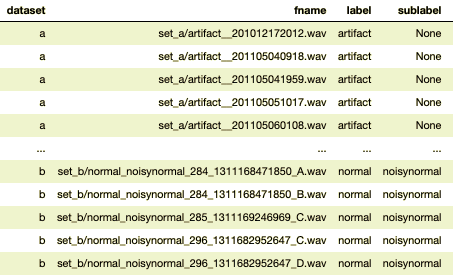 dataset fname label sublabel
a set_a/artifact__201012172012.wav artifact None
a set_a/artifact__201105040918.wav artifact None
a set_a/artifact__201105041959.wav artifact None
a set_a/artifact__201105051017.wav artifact None
a set_a/artifact__201105060108.wav artifact None
... ... ... ...
b set_b/normal_noisynormal_284_1311168471850_A.wav normal noisynormal
b set_b/normal_noisynormal_284_1311168471850_B.wav normal noisynormal
b set_b/normal_noisynormal_285_1311169246969_C.wav normal noisynormal
b set_b/normal_noisynormal_296_1311682952647_C.wav normal noisynormal
b set_b/normal_noisynormal_296_1311682952647_D.wav normal noisynormal